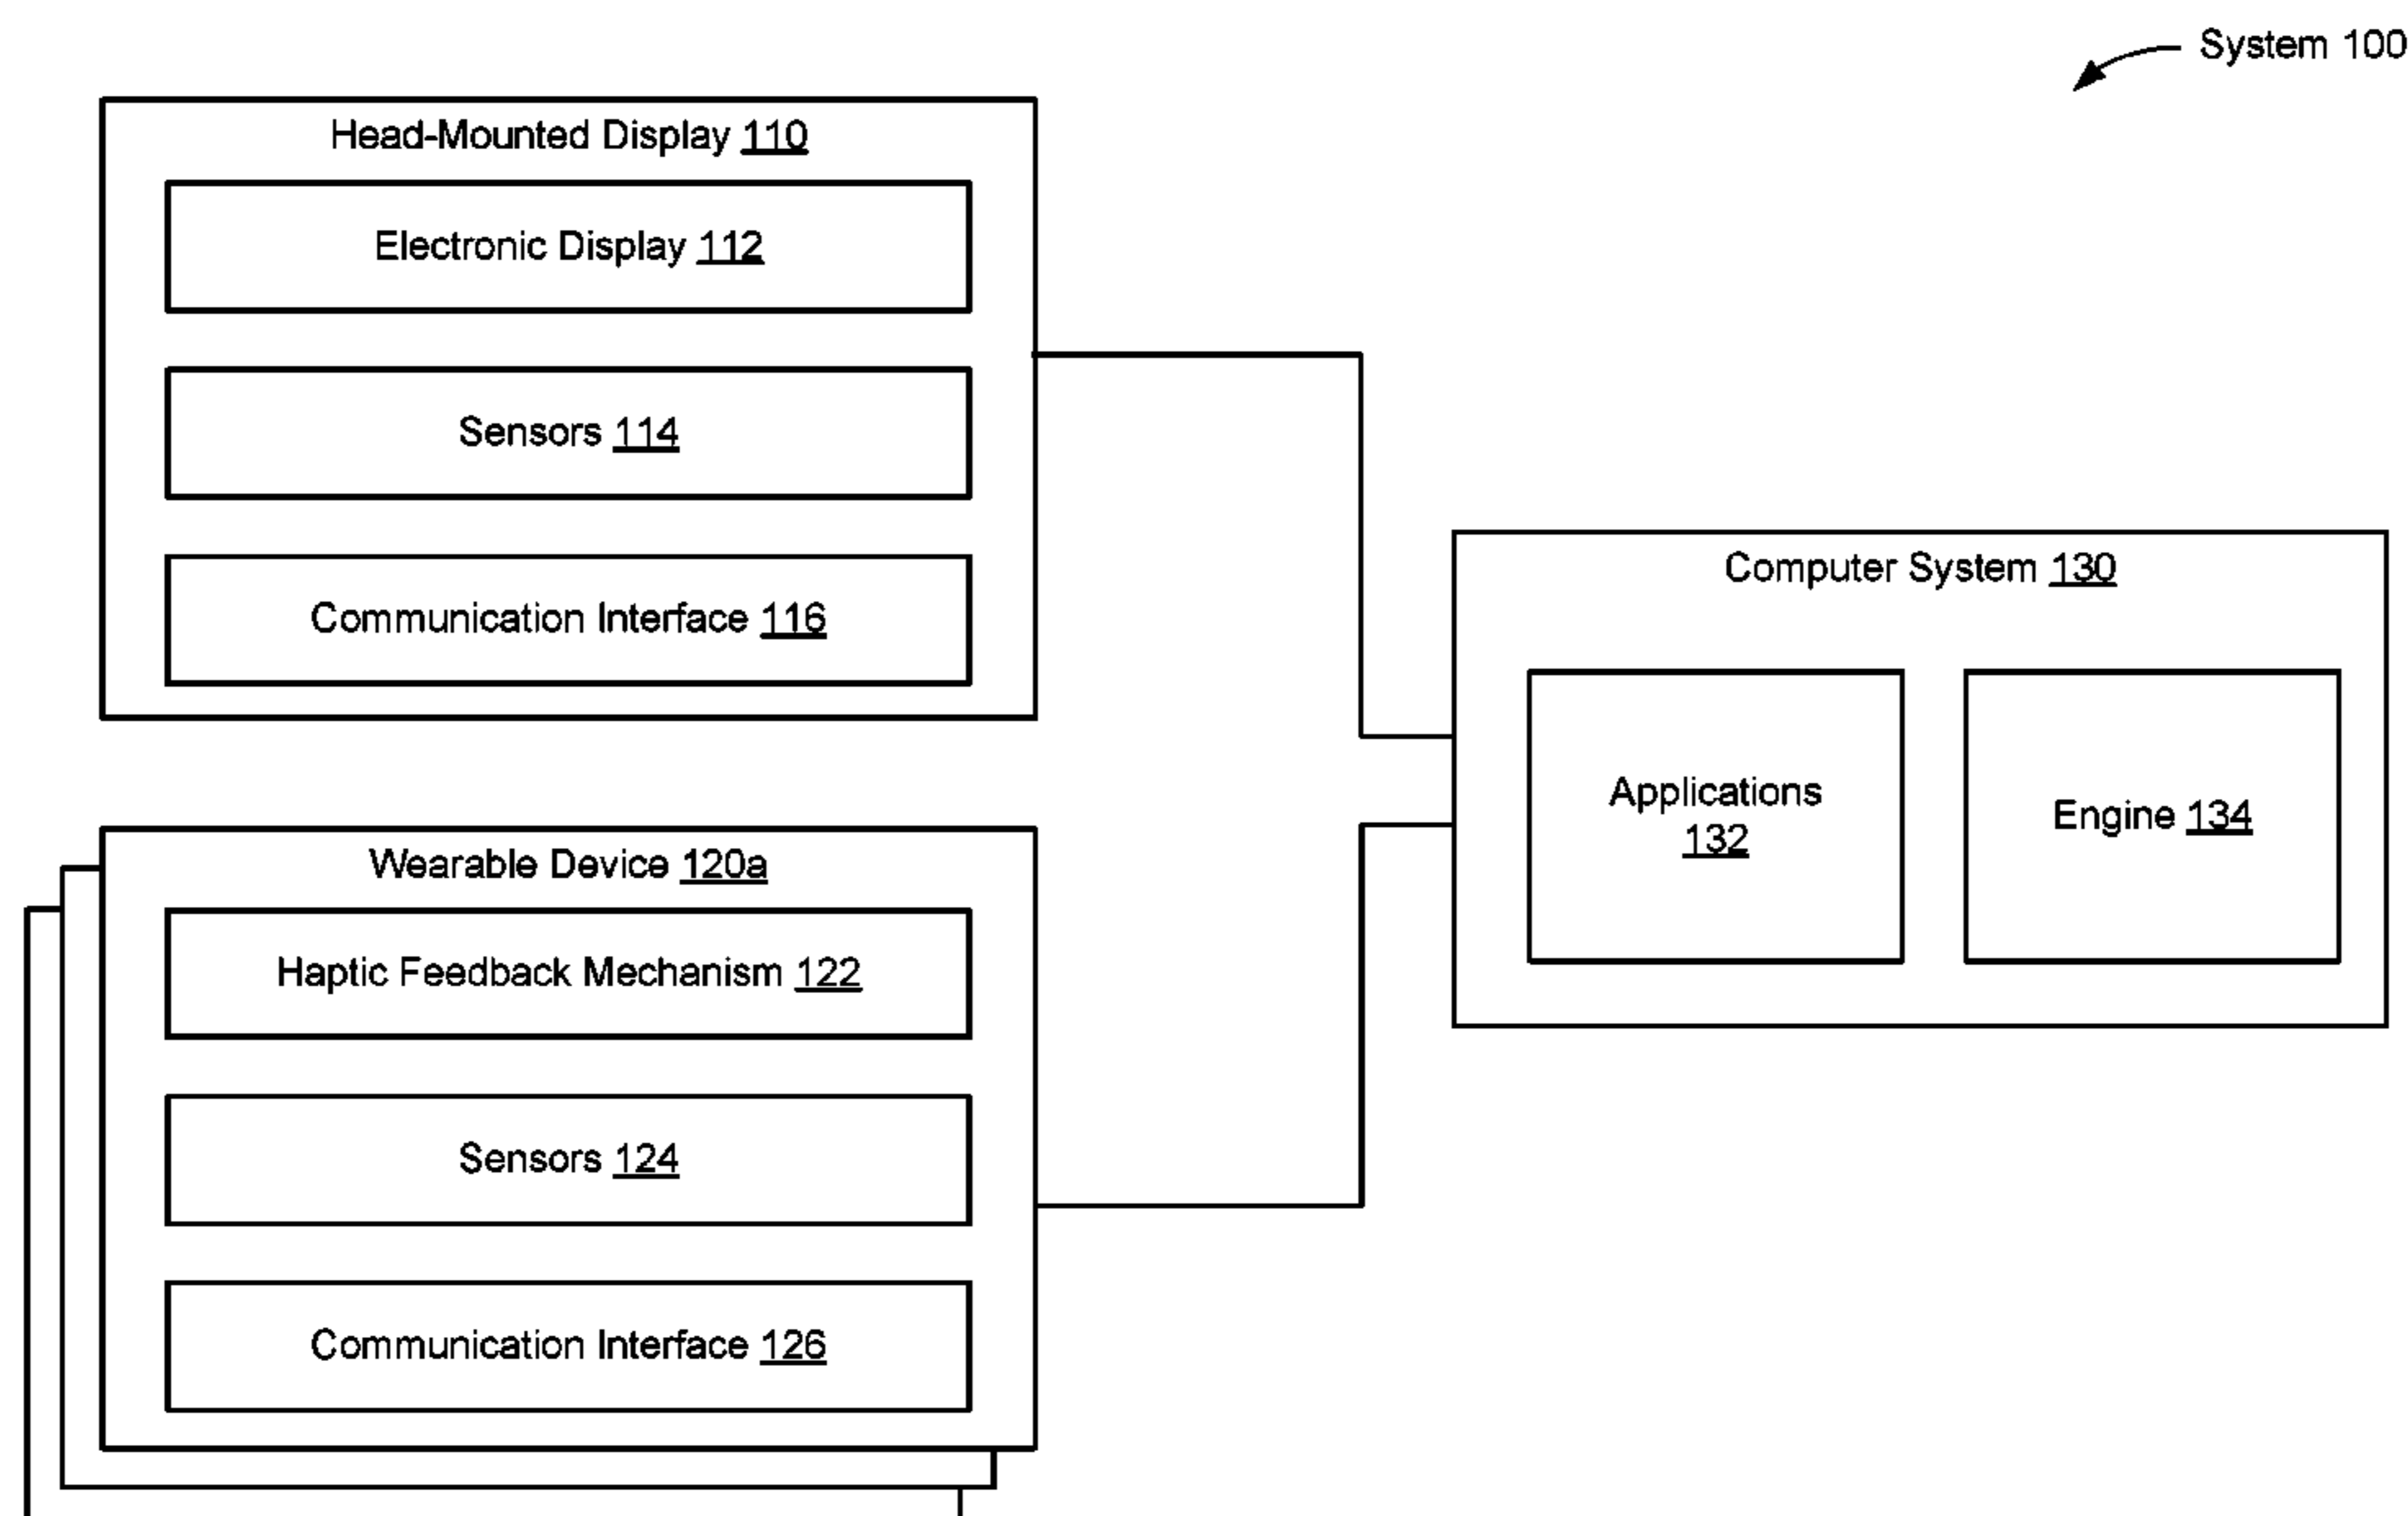 System 100
Head-Mounted Display 110
Electronic Display 112
Sensors 114
Communication Interface 116
Computer System 130
Applications
132
Engine 134
Wearable Device 120a
Haptic Feedback Mechanism 122
Sensors 124
Communication Interface 126